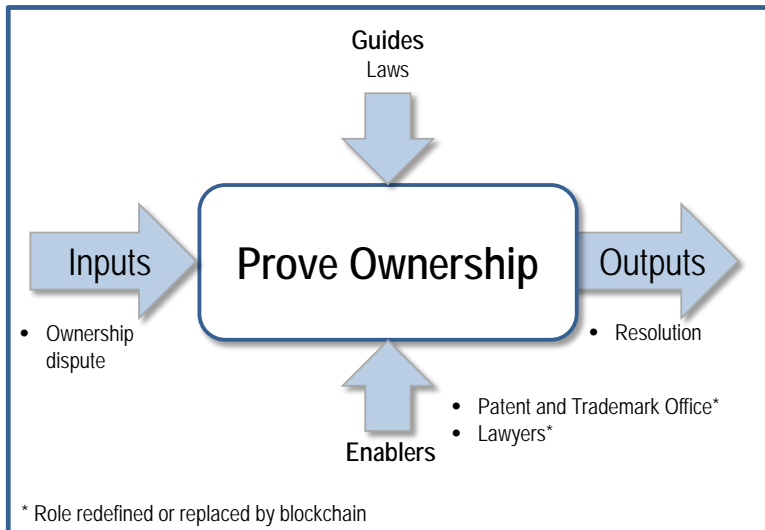 Guides
Laws
Inputs
Prove Ownership
Outputs
• Ownership
dispute
• Resolution
• Patent and Trademark Office*
• Lawyers*
Enablers
* Role redefined or replaced by blockchain